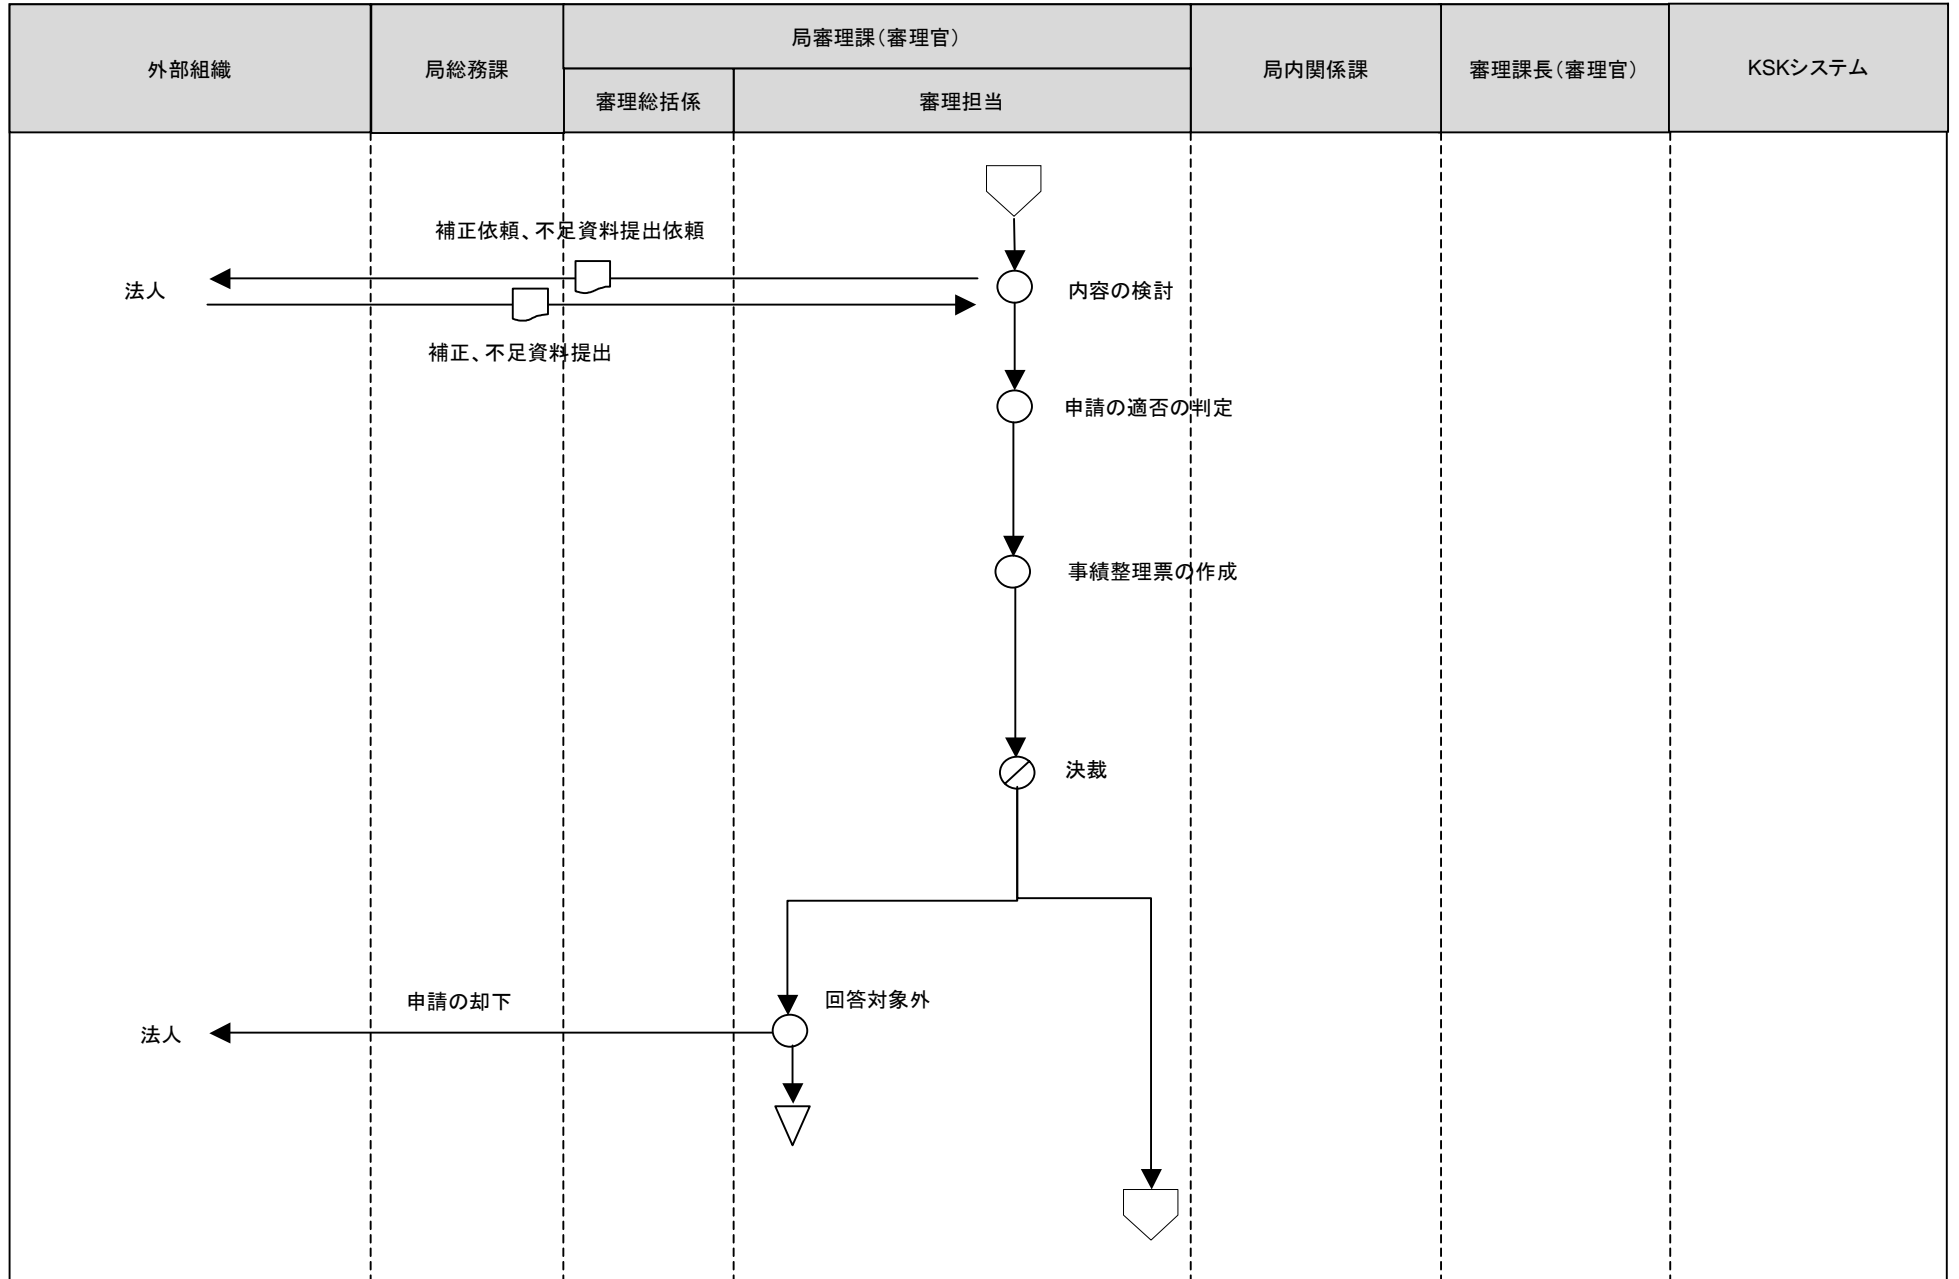 外部組織
局総務課
局審理課（審理官）
審理総括係
審理担当
局内関係課
審理課長（審理官）
KSKシステム
補正依頼、不足資料提出依頼
法人
内容の検討
補正、不足資料提出
申請の適否の判定
事績整理票の作成
決裁
申請の却下
回答対象外
法人